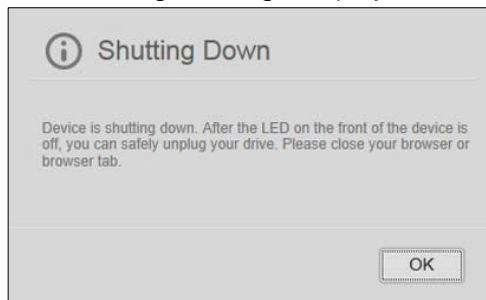 Shutting Down
Device is shutting down. After the LED on the front of the device is
off, you can safely unplug your drive. Please close your browser or
browser tab.
OK